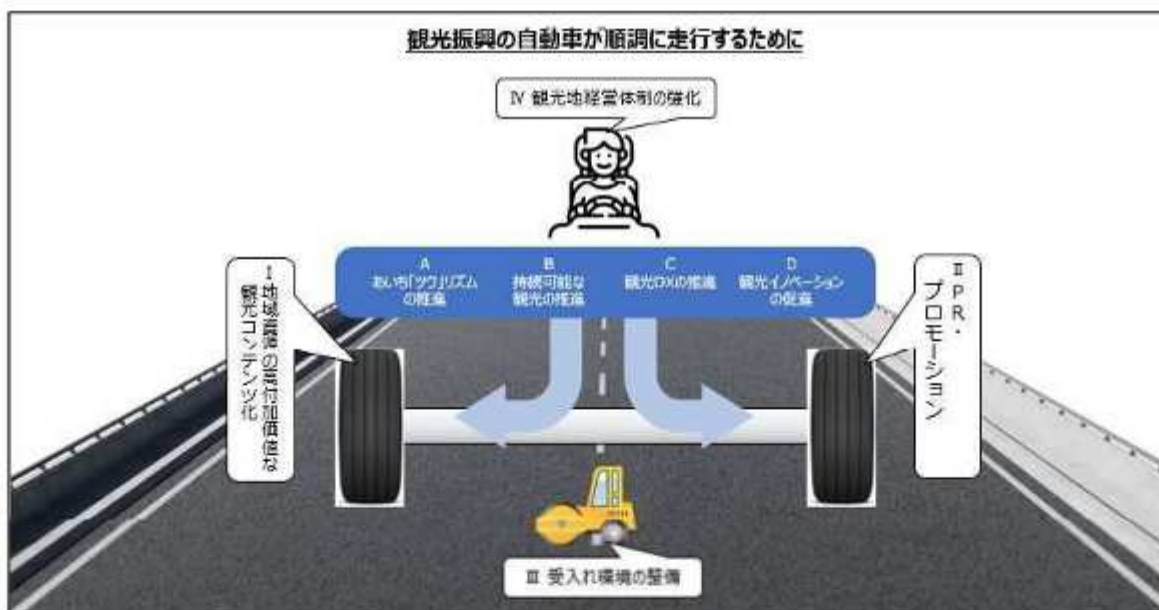 観光振興の自動車が順調に走行するために
Ⅳ 観光地経営体制の強化
A
あいち「ツウ」リズム
の推進
B
持続可能な
観光の推進
C
観光DXの推進
D
観光イノベーション
の促進
Ⅰ 地域資源の高付加価値な
観光コンテンツ化
Ⅱ PR・
プロモーション
Ⅲ 受入れ環境の整備